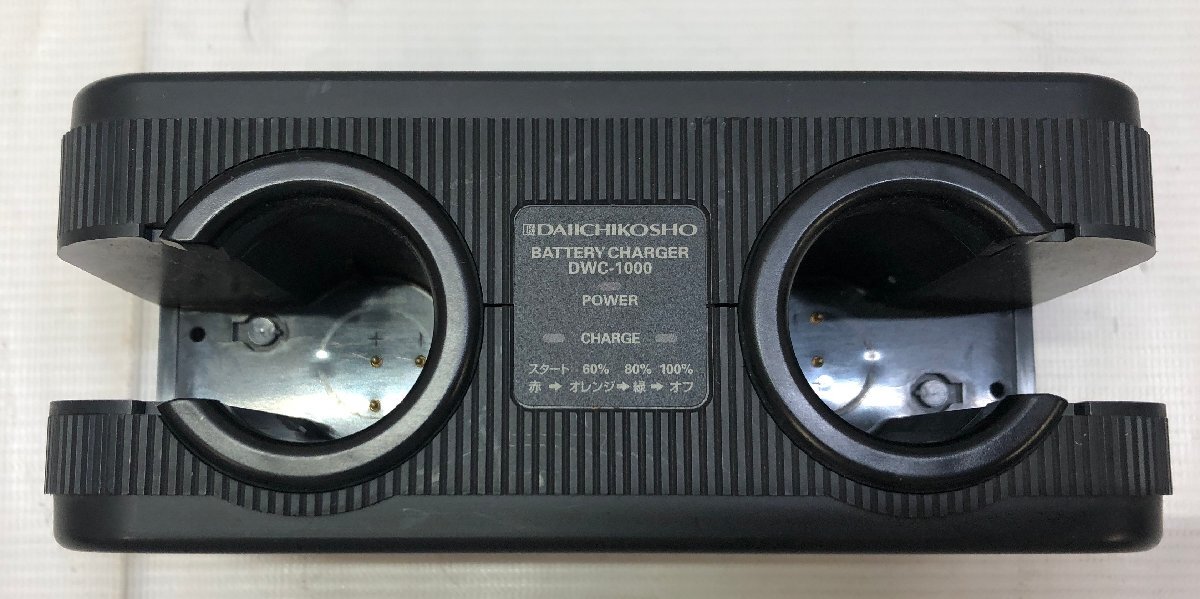 DAIICHIKOSHO
BATTERY CHARGER
DWC-1000
POWER
CHARGE
スタート 60% 80% 100%
赤 ➔ オレンジ ➔ 緑 ➔ オフ
+